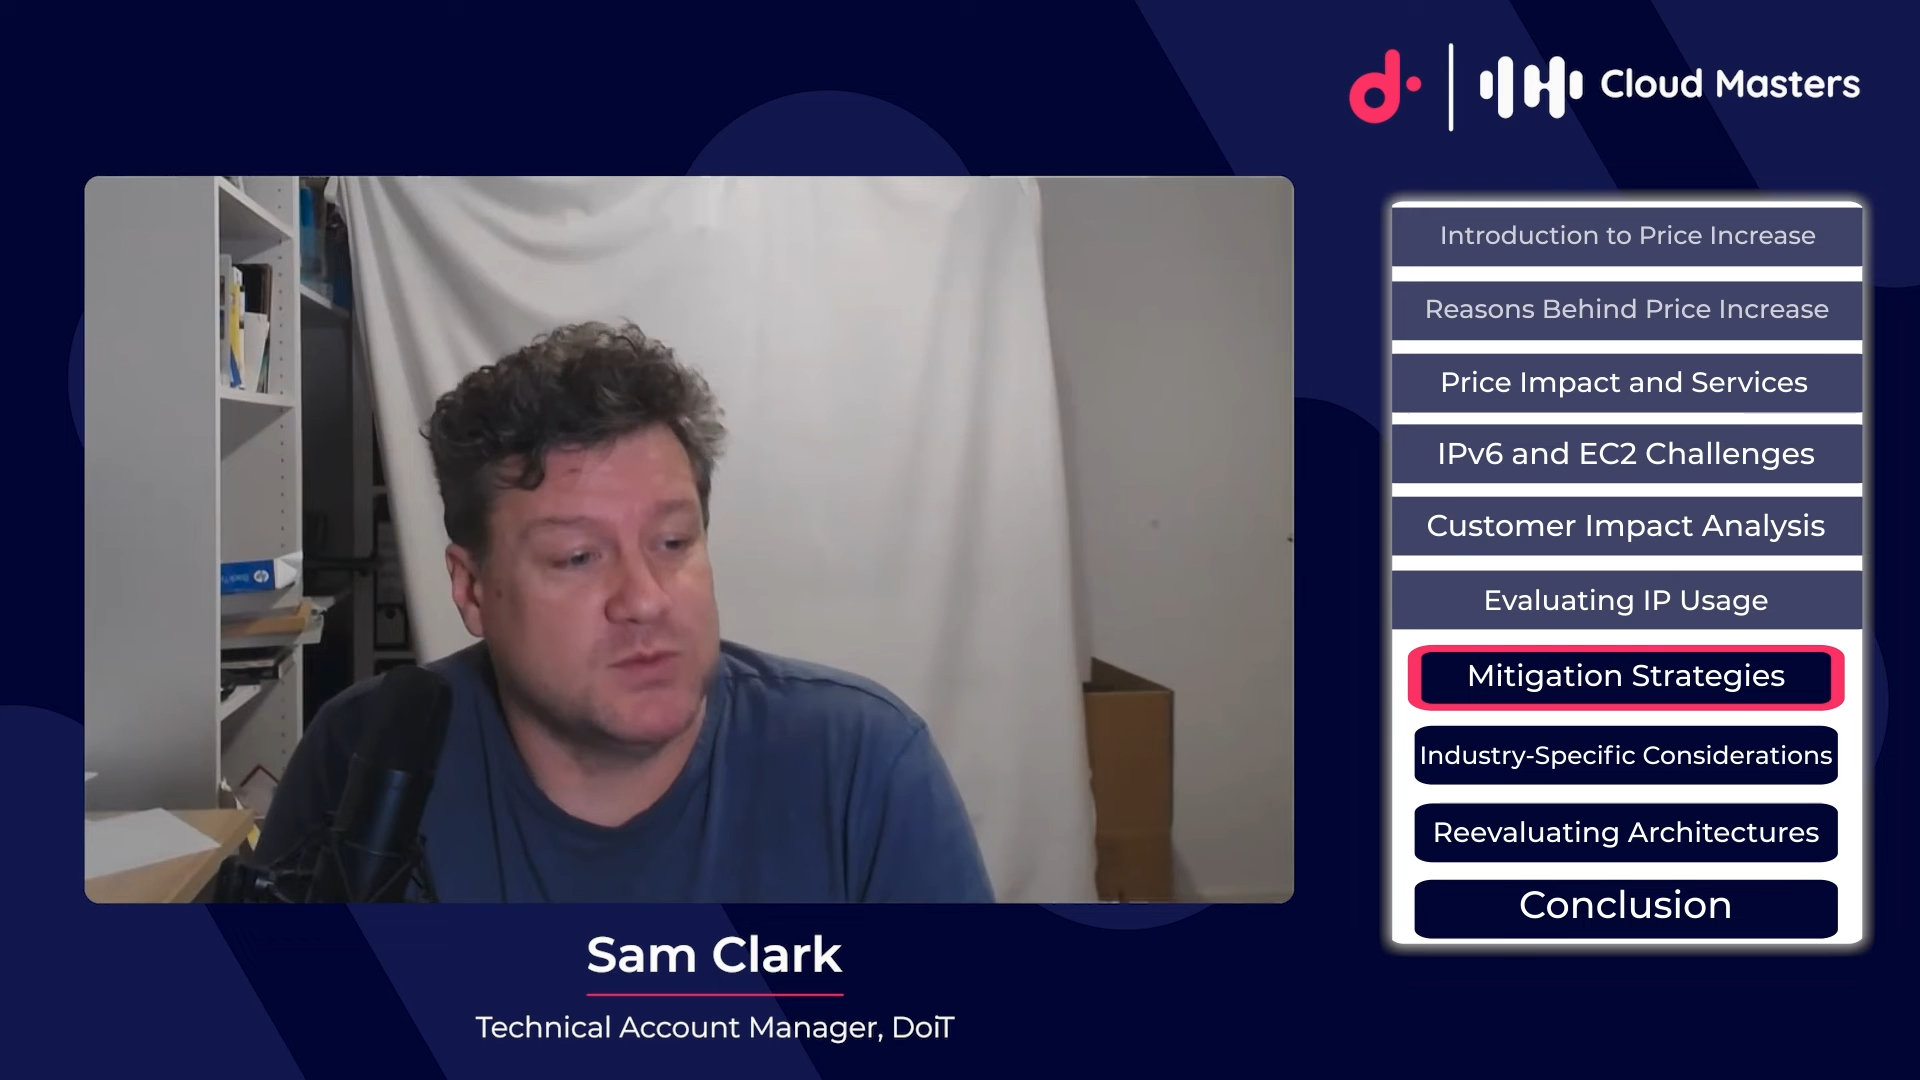 Cloud Masters
Introduction to Price Increase
Reasons Behind Price Increase
Price Impact and Services
IPv6 and EC2 Challenges
Customer Impact Analysis
Evaluating IP Usage
Mitigation Strategies
Industry-Specific Considerations
Reevaluating Architectures
Conclusion
Sam Clark
Technical Account Manager, DoiT